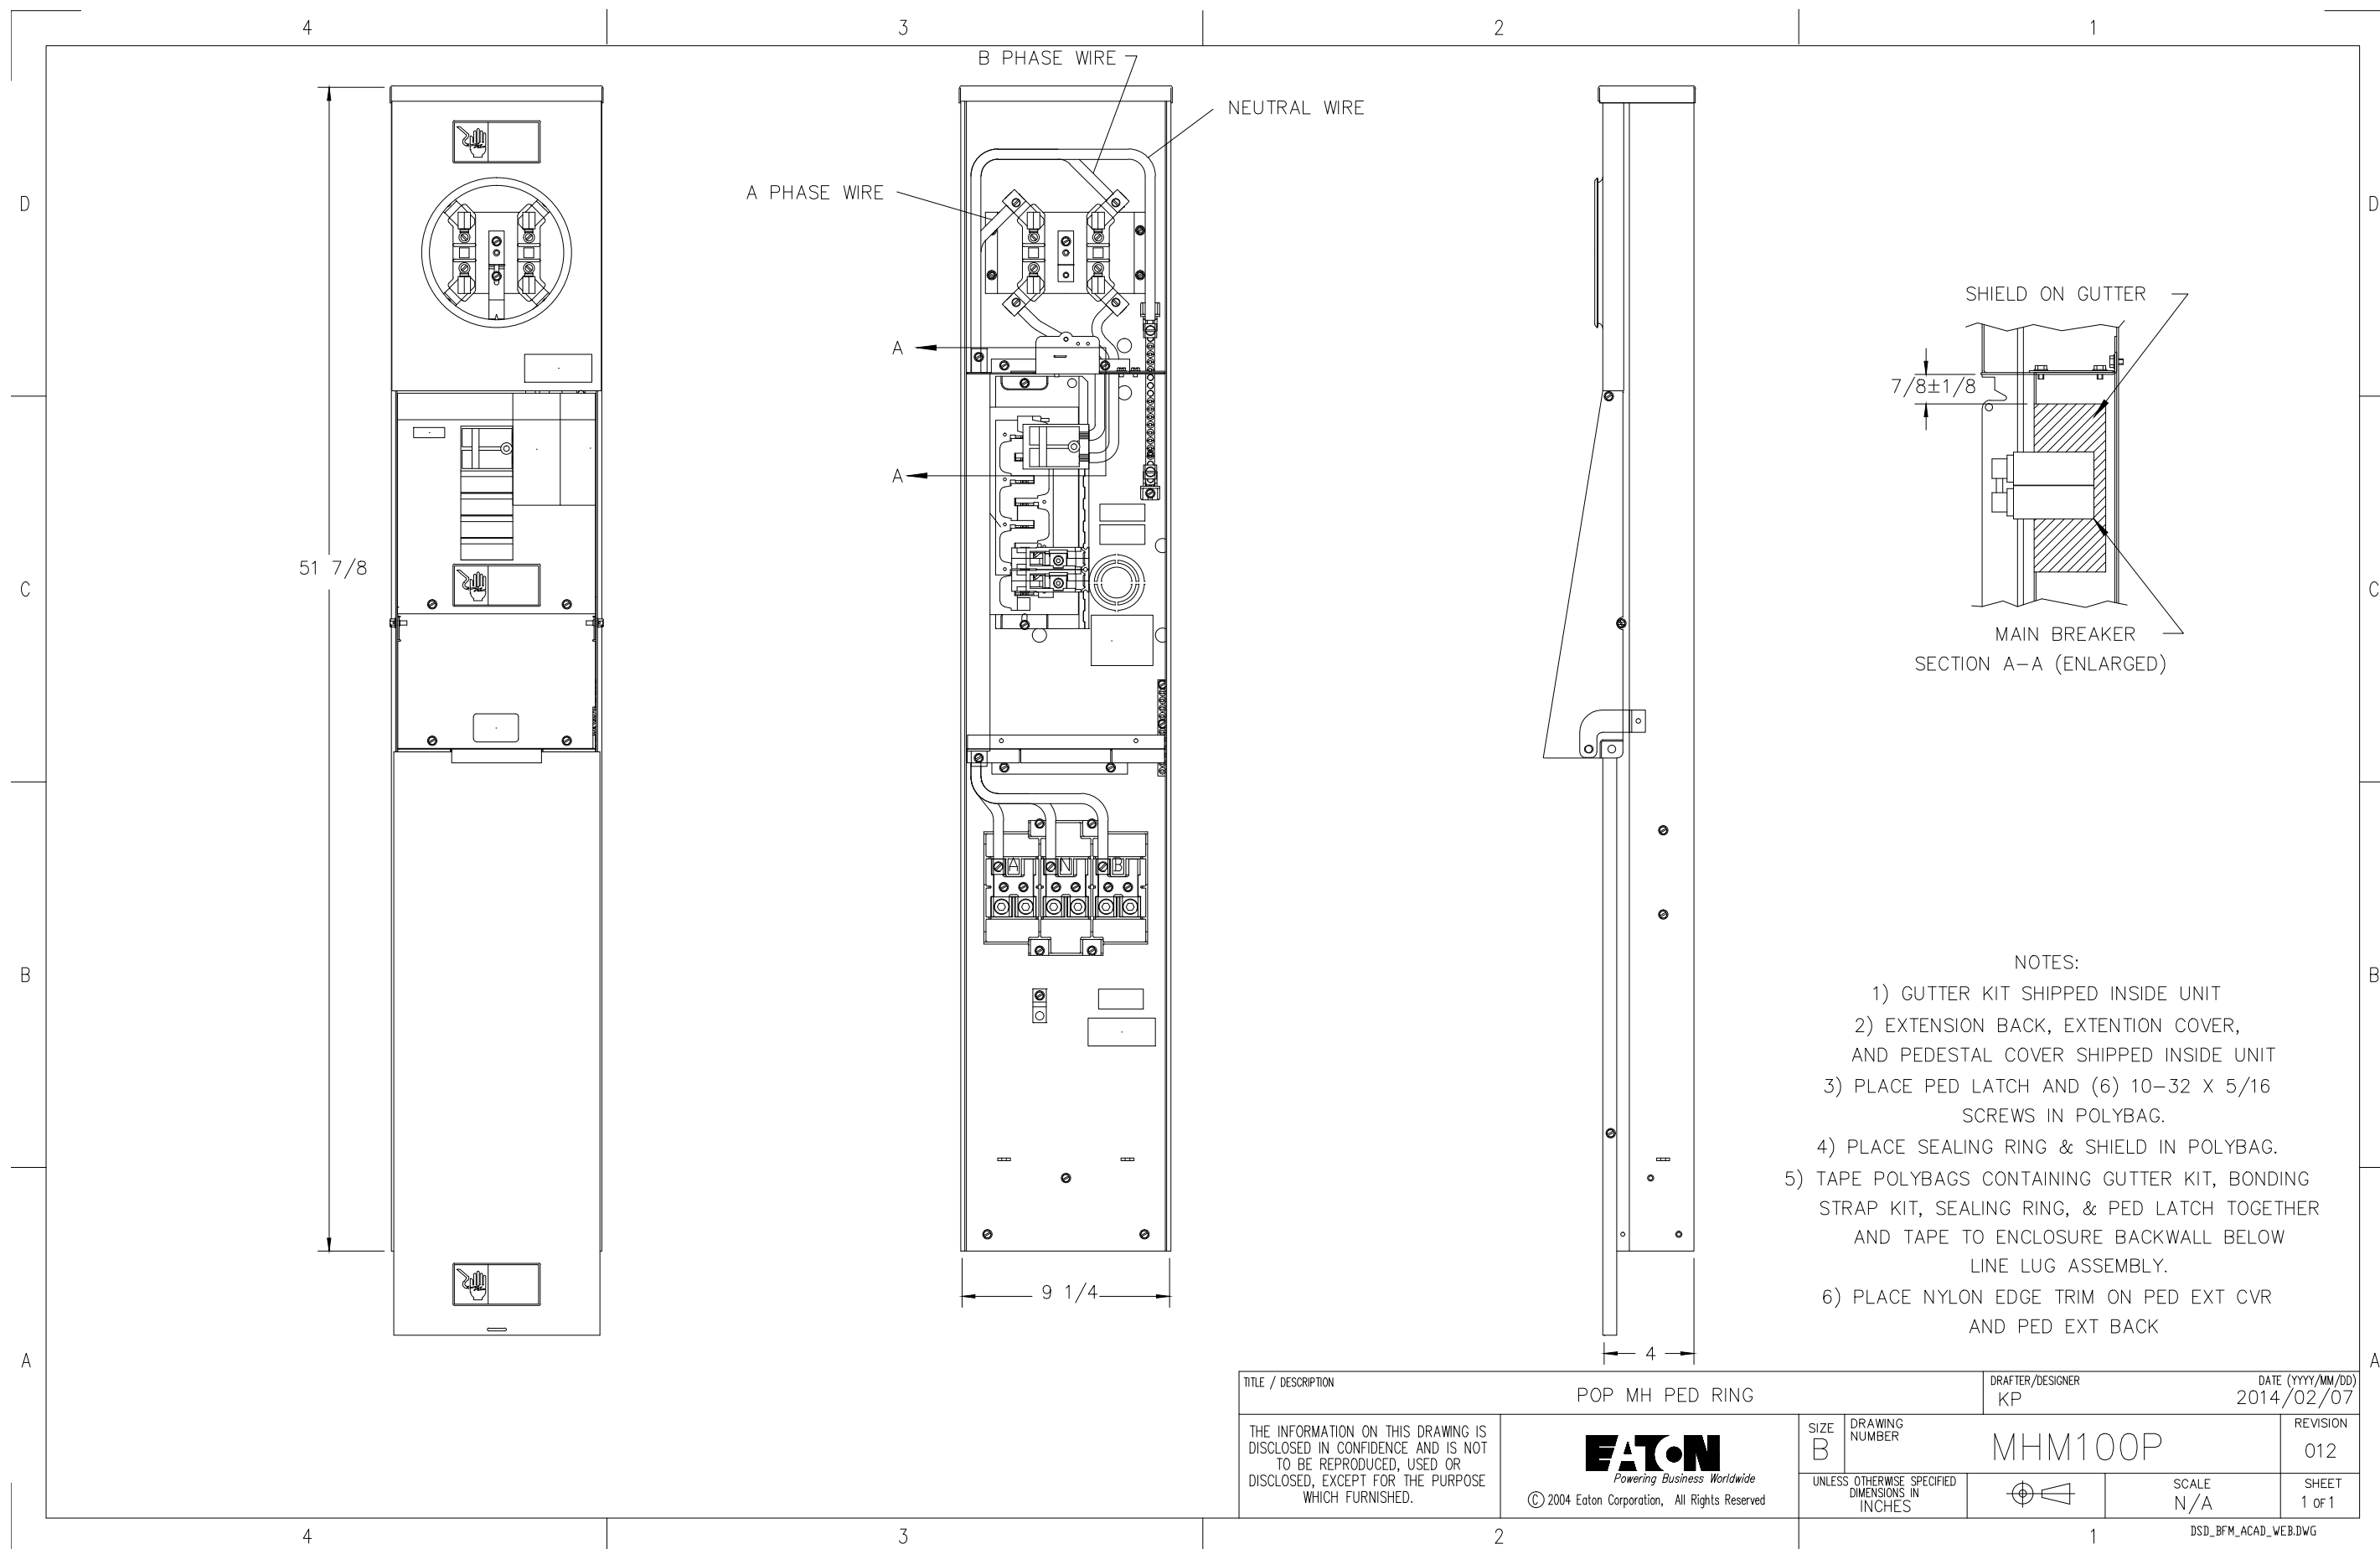 4
3
2
1
B PHASE WIRE
NEUTRAL WIRE
A PHASE WIRE
D
D
SHIELD ON GUTTER
A
7/8±1/8
A
51 7/8
C
C
MAIN BREAKER
SECTION A-A (ENLARGED)
A
N
B
B
B
NOTES:
1) GUTTER KIT SHIPPED INSIDE UNIT
2) EXTENSION BACK, EXTENTION COVER,
AND PEDESTAL COVER SHIPPED INSIDE UNIT
3) PLACE PED LATCH AND (6) 10-32 X 5/16
SCREWS IN POLYBAG.
4) PLACE SEALING RING & SHIELD IN POLYBAG.
5) TAPE POLYBAGS CONTAINING GUTTER KIT, BONDING
STRAP KIT, SEALING RING, & PED LATCH TOGETHER
AND TAPE TO ENCLOSURE BACKWALL BELOW
LINE LUG ASSEMBLY.
6) PLACE NYLON EDGE TRIM ON PED EXT CVR
AND PED EXT BACK
9 1/4
4
A
A
TITLE / DESCRIPTION
POP MH PED RING
DRAFTER/DESIGNER
KP
DATE (YYYY/MM/DD)
2014/02/07
THE INFORMATION ON THIS DRAWING IS
DISCLOSED IN CONFIDENCE AND IS NOT
TO BE REPRODUCED, USED OR
DISCLOSED, EXCEPT FOR THE PURPOSE
WHICH FURNISHED.
EATON
Powering Business Worldwide
© 2004 Eaton Corporation, All Rights Reserved
SIZE
B
DRAWING
NUMBER
MHM100P
REVISION
012
UNLESS OTHERWISE SPECIFIED
DIMENSIONS IN
INCHES
SCALE
N/A
SHEET
1 OF 1
4
3
2
1
DSD_BFM_ACAD_WEB.DWG